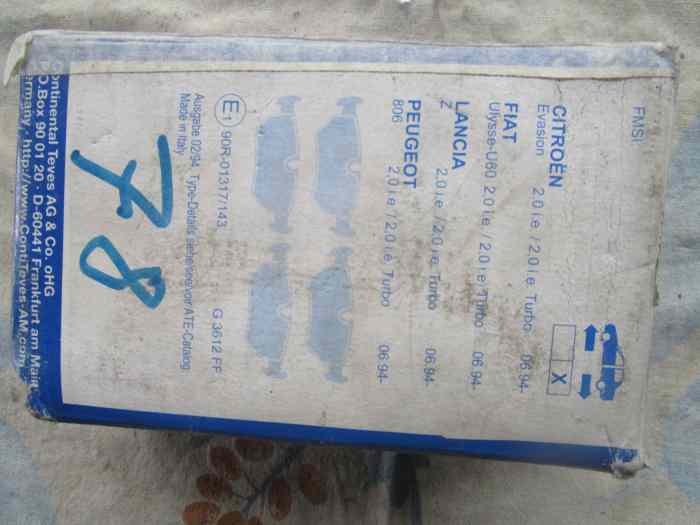 FMSI
X
CITROËN
Evasion 2.0 i.e / 2.0 i.e Turbo 06.94-
FIAT
Ulysse-U90 2.0 i.e / 2.0 i.e Turbo 06.94-
LANCIA
Z 2.0 i.e / 2.0 i.e Turbo 06.94-
PEUGEOT
806 2.0 i.e / 2.0 i.e Turbo 06.94-
E1 90R-01317/143 G 3612 FF
Ausgabe 02/94, Type-Details siehe/see/voir ATE-Catalog
Made in Italy
78
Continental Teves AG & Co. oHG
P.O.Box 90 01 20 · D-60441 Frankfurt am Main
Germany · http://www.ContiTeves-AM.com